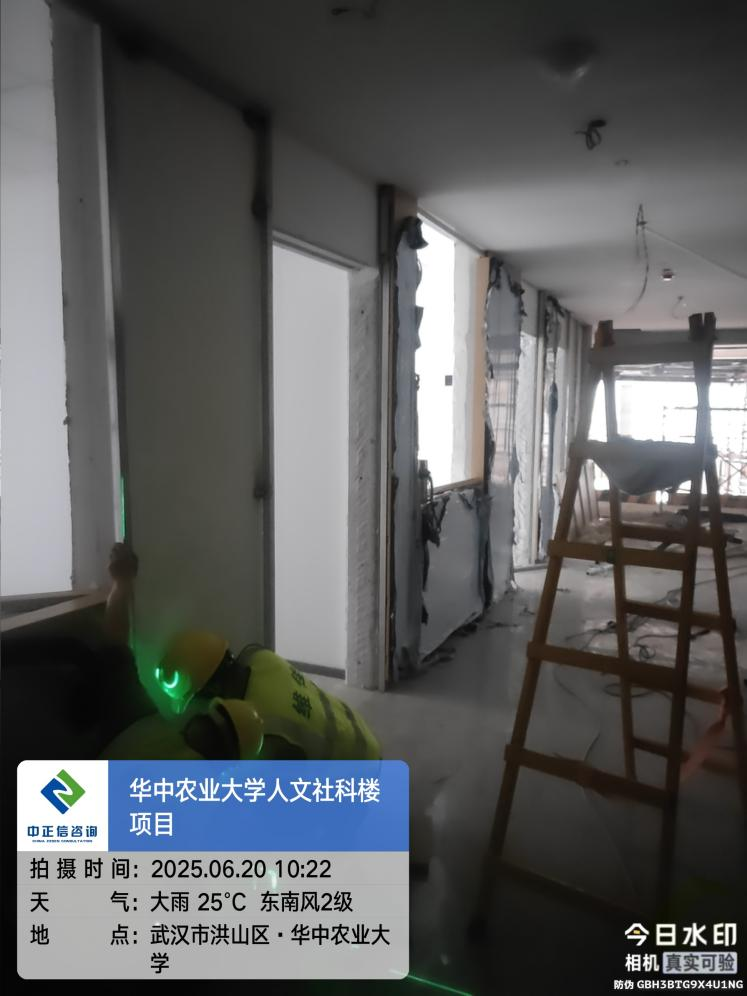 华中农业大学人文社科楼
项目
中正信咨询
CHINA ZEXIN CONSULTATION
拍摄时间: 2025.06.20 10:22
天气: 大雨 25℃ 东南风2级
地点: 武汉市洪山区·华中农业大
学
今日水印
相机 真实可验
防伪 GBH3BTG9X4U1NG